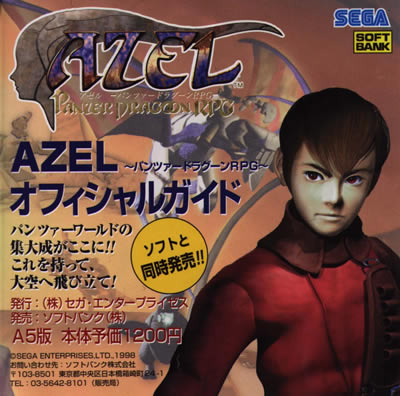 SEGA
SOFT
BANK
AZEL
アゼル -パンツァードラグーンRPG-
PANZER DRAGOON RPG
TM
AZEL ~パンツァードラグーンRPG~
オフィシャルガイド
パンツァーワールドの
集大成がここに!!
これを持って、
大空へ飛び立て!
ソフトと
同時発売!!
発行:(株)セガ・エンタープライゼス
発売:ソフトバンク(株)
A5版 本体予価1200円
©SEGA ENTERPRISES,LTD.,1998
お問い合わせ先:ソフトバンク株式会社
〒103-8501 東京都中央区日本橋箱崎町24-1
TEL:03-5642-8101(販売局)